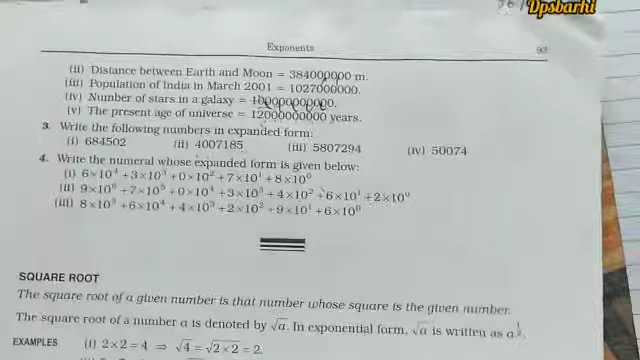 Dpsbarhi
Exponents 93
(ii) Distance between Earth and Moon = 384000000 m.
(iii) Population of India in March 2001 = 1027000000.
(iv) Number of stars in a galaxy = 100000000000.
(v) The present age of universe = 12000000000 years.
3. Write the following numbers in expanded form:
(i) 684502 (ii) 4007185 (iii) 5807294 (iv) 50074
4. Write the numeral whose expanded form is given below:
(i) 6×10⁴ +3×10³ +0×10² +7×10¹ +8×10⁰
(ii) 9×10⁶ +7×10⁵ +0×10⁴ +3×10³ +4×10² +6×10¹ +2×10⁰
(iii) 8×10⁵ +6×10⁴ +4×10³ +2×10² +9×10¹ +6×10⁰
SQUARE ROOT
The square root of a given number is that number whose square is the given number.
The square root of a number a is denoted by √a. In exponential form, √a is written as a^½.
EXAMPLES (i) 2×2 = 4 ⇒ √4 = √2×2 = 2.